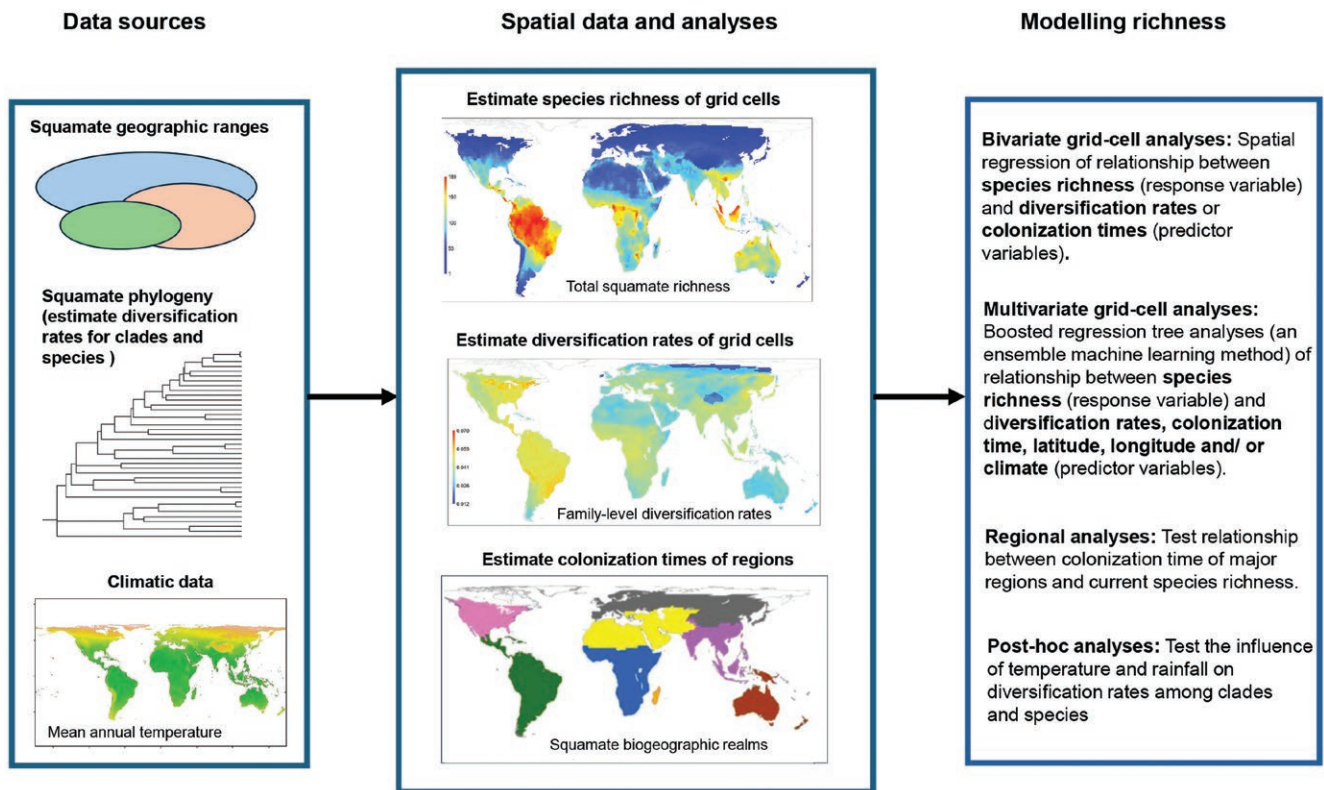 Data sources
Squamate geographic ranges
Squamate phylogeny
(estimate diversification
rates for clades and
species )
Climatic data
Mean annual temperature
Spatial data and analyses
Estimate species richness of grid cells
Total squamate richness
Estimate diversification rates of grid cells
Family-level diversification rates
Estimate colonization times of regions
Squamate biogeographic realms
Modelling richness
Bivariate grid-cell analyses: Spatial
regression of relationship between
species richness (response variable)
and diversification rates or
colonization times (predictor
variables).
Multivariate grid-cell analyses:
Boosted regression tree analyses (an
ensemble machine learning method) of
relationship between species
richness (response variable) and
diversification rates, colonization
time, latitude, longitude and/ or
climate (predictor variables).
Regional analyses: Test relationship
between colonization time of major
regions and current species richness.
Post-hoc analyses: Test the influence
of temperature and rainfall on
diversification rates among clades
and species